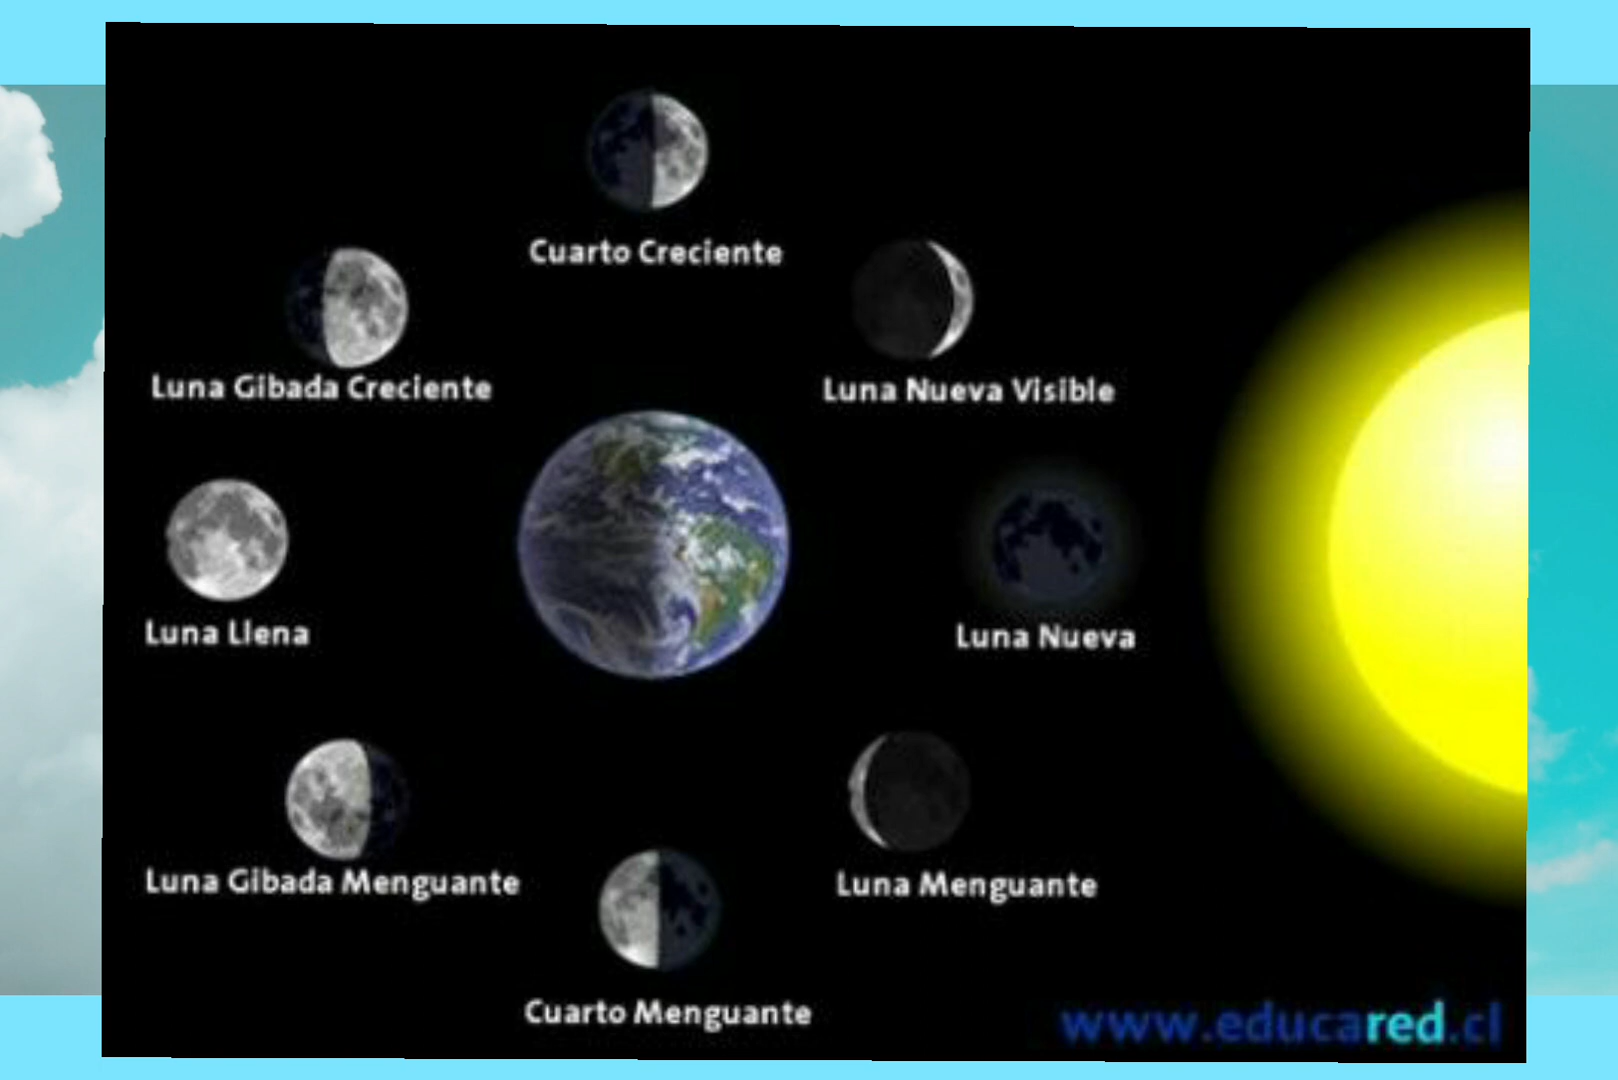 Cuarto Creciente
Luna Gibada Creciente
Luna Nueva Visible
Luna Llena
Luna Nueva
Luna Gibada Menguante
Luna Menguante
Cuarto Menguante
www.educared.cl